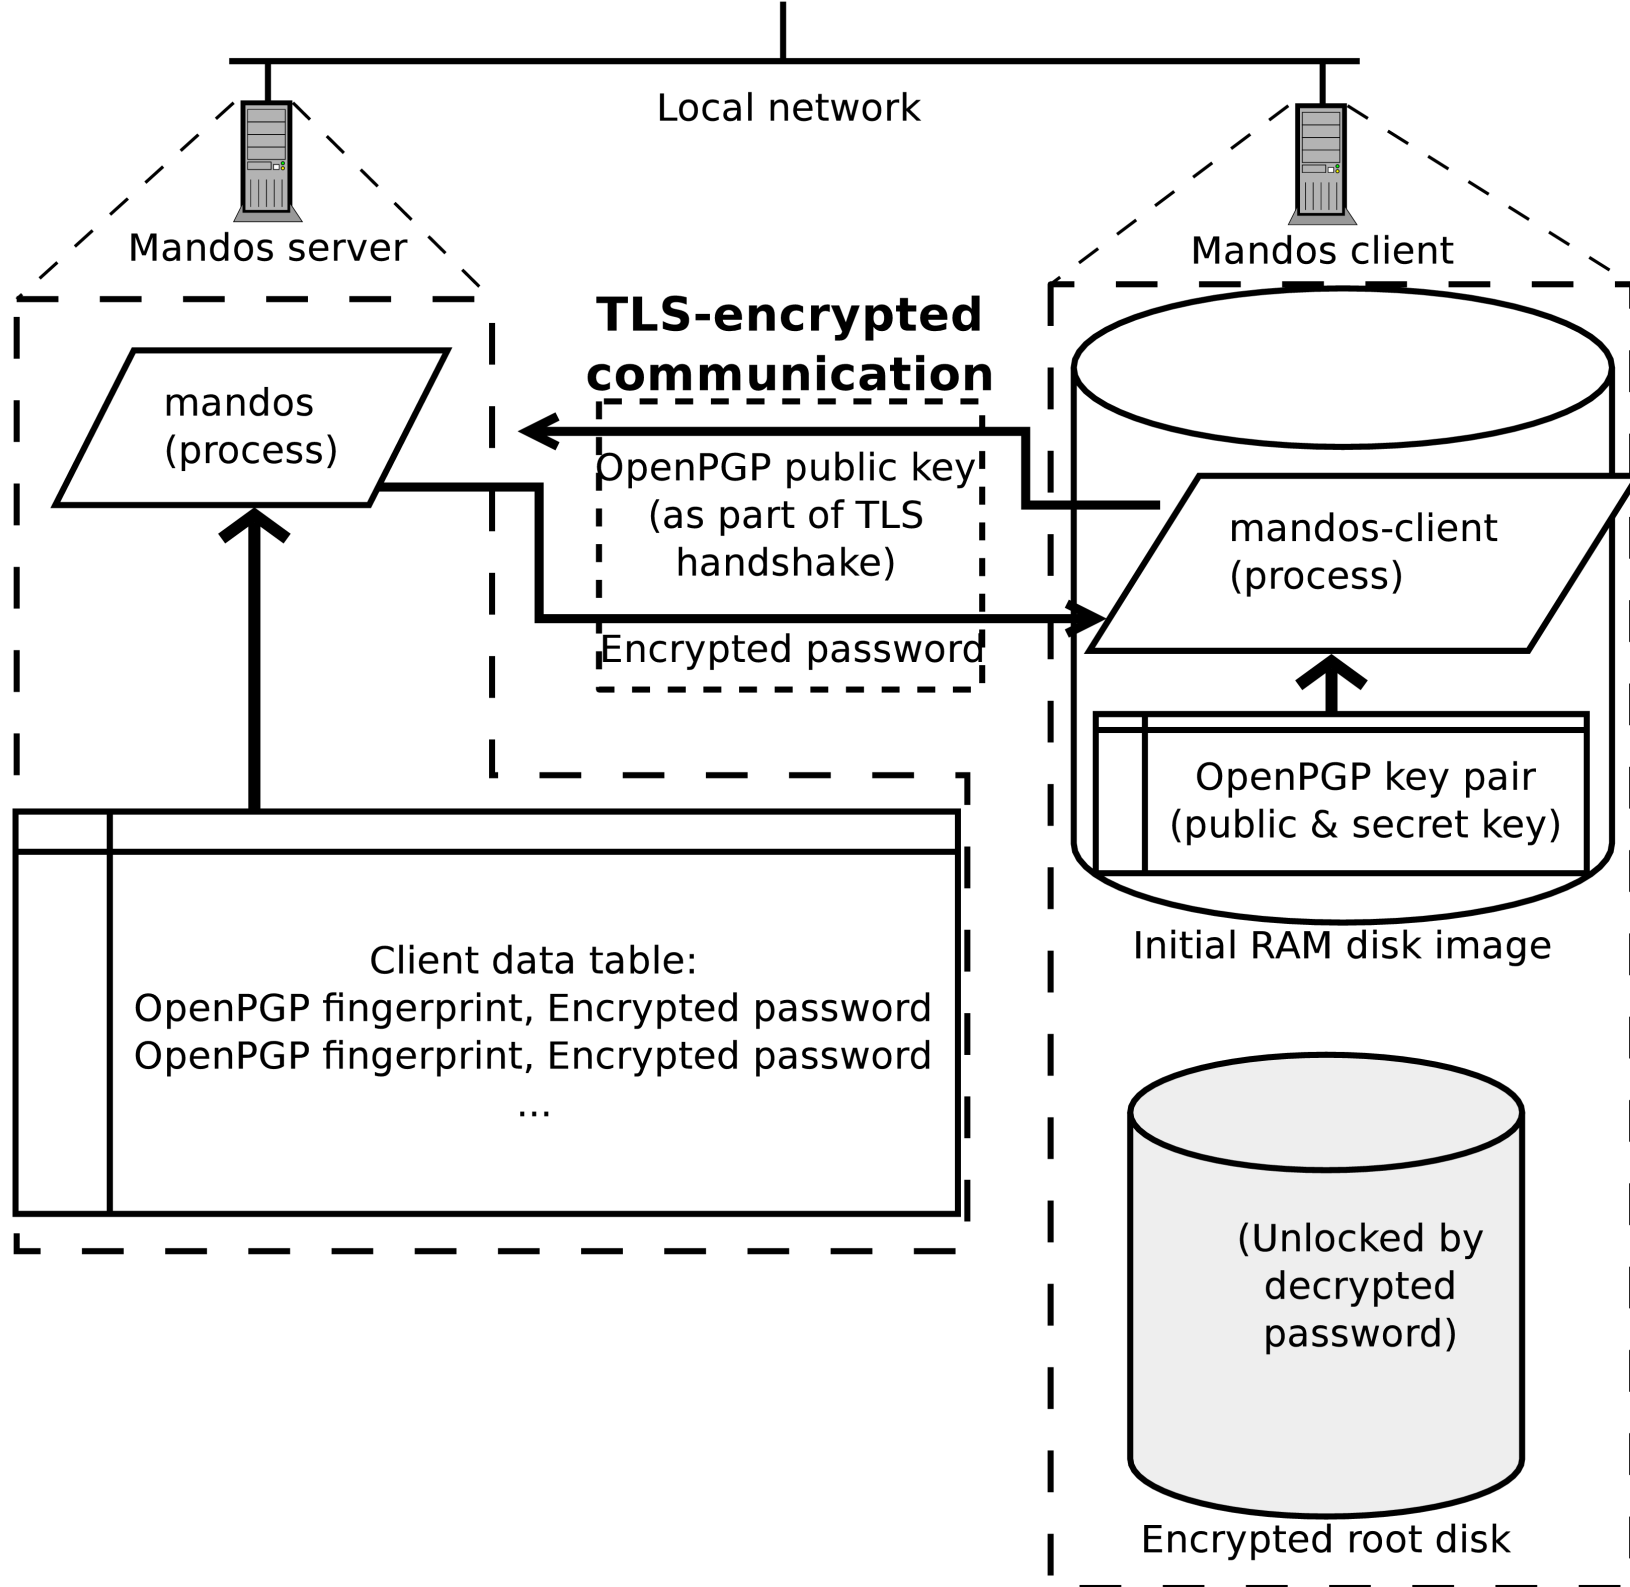 Local network
Mandos server
Mandos client
TLS-encrypted
communication
mandos
(process)
OpenPGP public key
(as part of TLS
handshake)
Encrypted password
mandos-client
(process)
OpenPGP key pair
(public & secret key)
Initial RAM disk image
Client data table:
OpenPGP fingerprint, Encrypted password
OpenPGP fingerprint, Encrypted password
...
(Unlocked by
decrypted
password)
Encrypted root disk